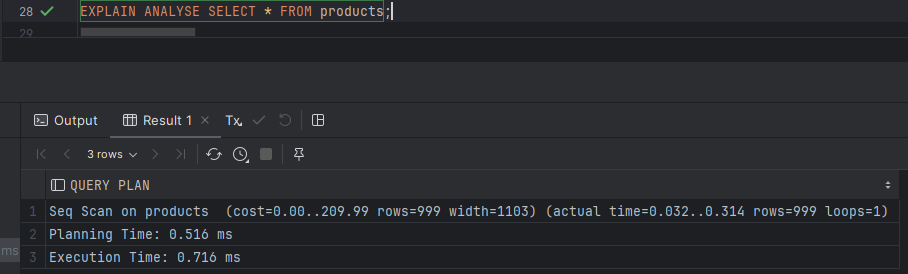 28 EXPLAIN ANALYSE SELECT * FROM products;
29
Output Result 1 Tx
3 rows
QUERY PLAN
1 Seq Scan on products (cost=0.00..209.99 rows=999 width=1103) (actual time=0.032..0.314 rows=999 loops=1)
2 Planning Time: 0.516 ms
ms
3 Execution Time: 0.716 ms